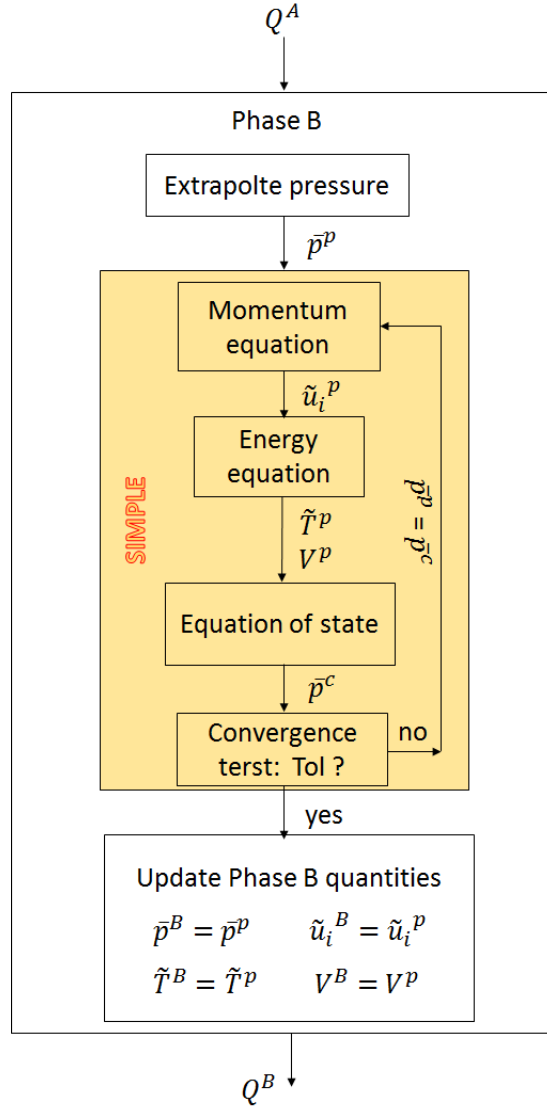 Q^A
Phase B
Extrapolte pressure
p̄^p
Momentum
equation
ũ_i^p
Energy
equation
SIMPLE
T̃^p
V^p
p̄^p = p̄^c
Equation of state
p̄^c
Convergence
terst: Tol ?
no
yes
Update Phase B quantities
p̄^B = p̄^p ũ_i^B = ũ_i^p
T̃^B = T̃^p V^B = V^p
Q^B